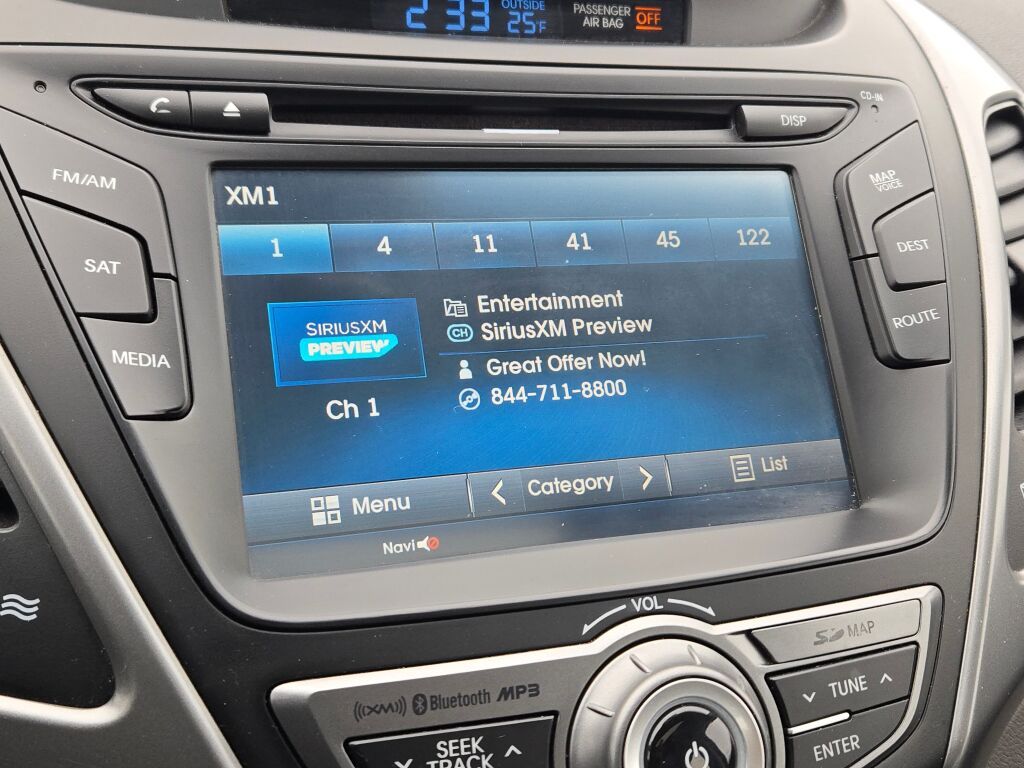 2:33
OUTSIDE
25°F
PASSENGER
AIR BAG OFF
CD-IN
DISP
FM/AM
SAT
MEDIA
MAP
VOICE
DEST
ROUTE
XM1
1 4 11 41 45 122
SIRIUSXM
PREVIEW
Ch 1
Entertainment
CH SiriusXM Preview
Great Offer Now!
844-711-8800
Menu
< Category >
List
Navi
VOL
SD MAP
((XM)) Bluetooth MP3
TUNE
SEEK
TRACK
ENTER